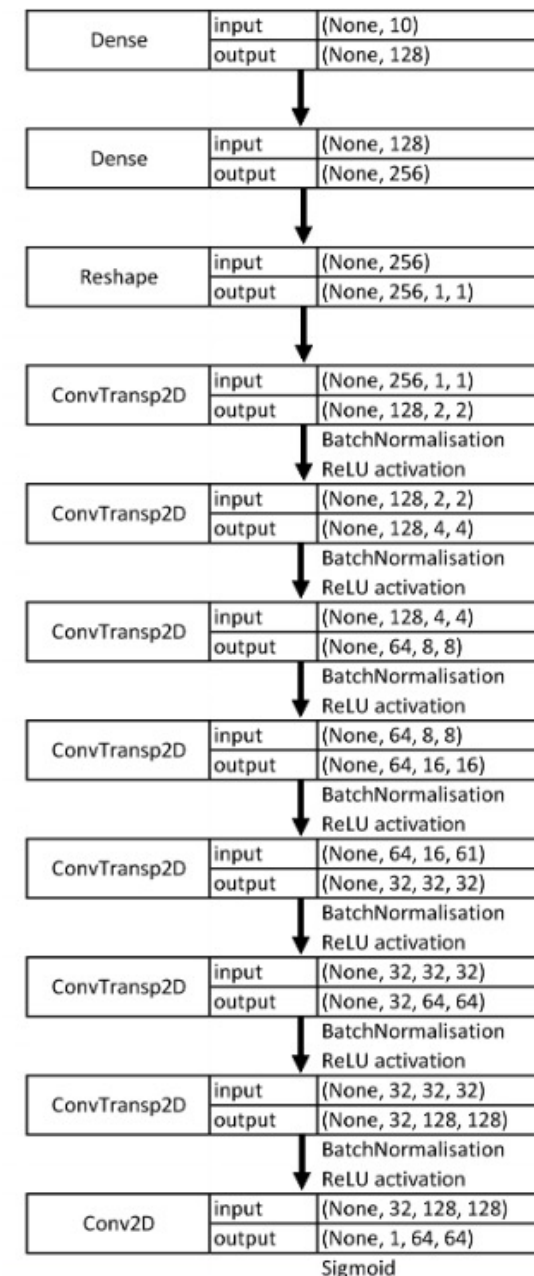 Dense input (None, 10)
output (None, 128)
Dense input (None, 128)
output (None, 256)
Reshape input (None, 256)
output (None, 256, 1, 1)
ConvTransp2D input (None, 256, 1, 1)
output (None, 128, 2, 2)
BatchNormalisation
ReLU activation
ConvTransp2D input (None, 128, 2, 2)
output (None, 128, 4, 4)
BatchNormalisation
ReLU activation
ConvTransp2D input (None, 128, 4, 4)
output (None, 64, 8, 8)
BatchNormalisation
ReLU activation
ConvTransp2D input (None, 64, 8, 8)
output (None, 64, 16, 16)
BatchNormalisation
ReLU activation
ConvTransp2D input (None, 64, 16, 61)
output (None, 32, 32, 32)
BatchNormalisation
ReLU activation
ConvTransp2D input (None, 32, 32, 32)
output (None, 32, 64, 64)
BatchNormalisation
ReLU activation
ConvTransp2D input (None, 32, 32, 32)
output (None, 32, 128, 128)
BatchNormalisation
ReLU activation
Conv2D input (None, 32, 128, 128)
output (None, 1, 64, 64)
Sigmoid